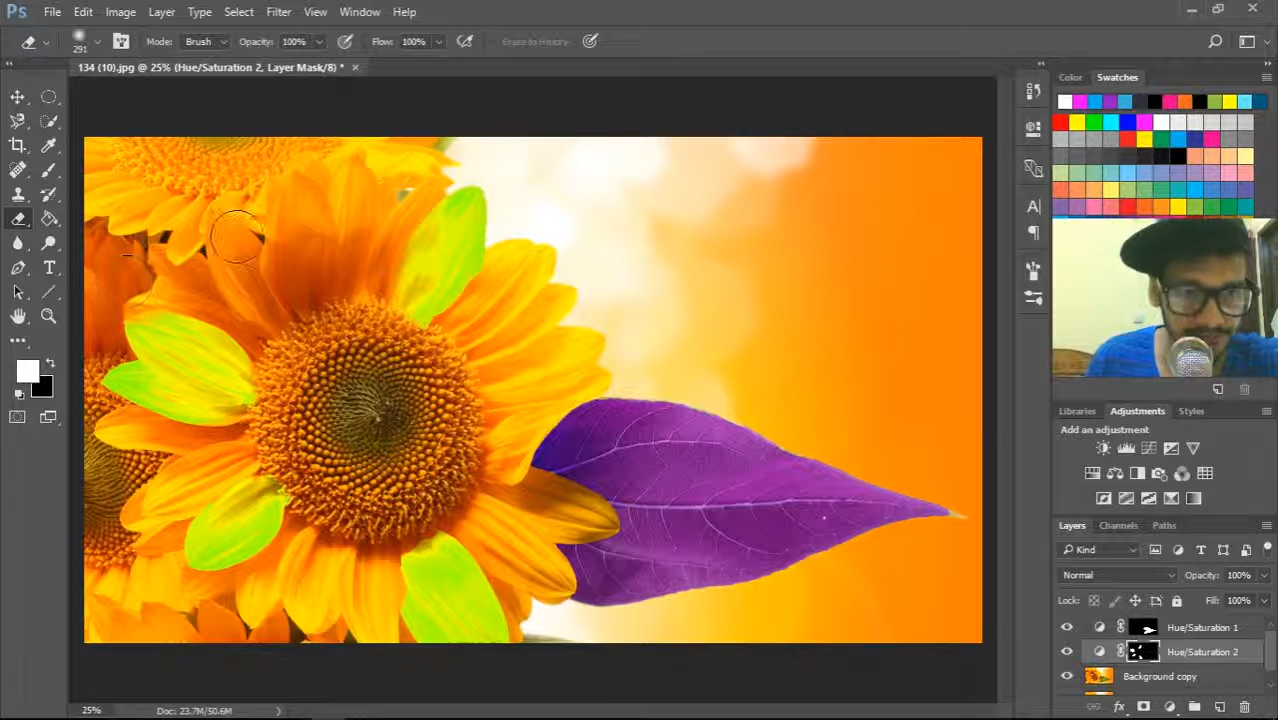 Ps File Edit Image Layer Type Select Filter View Window Help
291 Mode: Brush Opacity: 100% Flow: 100% Erase to History
134 (10).jpg @ 25% (Hue/Saturation 2, Layer Mask/8) *
Color Swatches
Libraries Adjustments Styles
Add an adjustment
Layers Channels Paths
Kind
Normal Opacity: 100%
Lock: Fill: 100%
Hue/Saturation 1
Hue/Saturation 2
Background copy
fx
25% Doc: 23.7M/50.6M